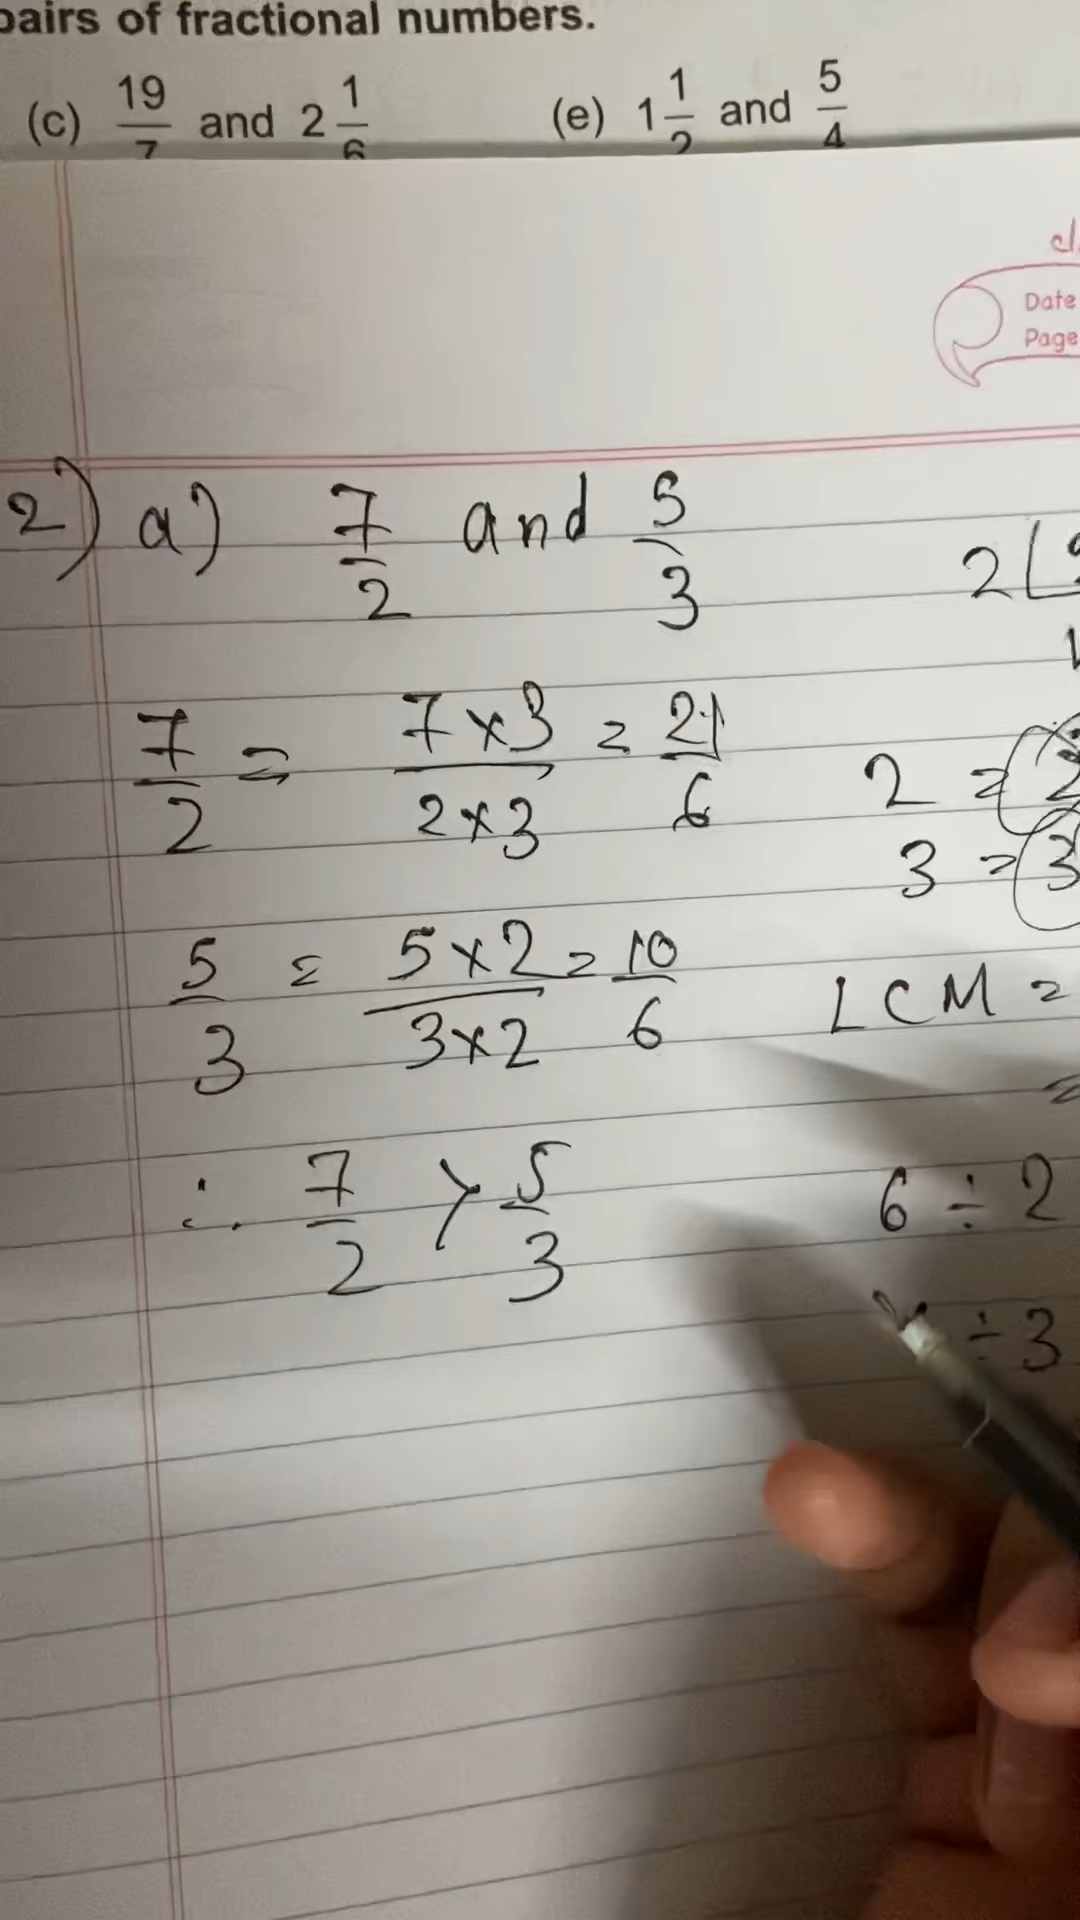 pairs of fractional numbers.
(c) 19/7 and 2 1/6 (e) 1 1/2 and 5/4
Date
Page
2) a) 7/2 and 5/3
7/2 = 7×3/2×3 = 21/6
2 =
3 = 3
5/3 = 5×2/3×2 = 10/6
LCM =
∴ 7/2 > 5/3
6 ÷ 2
÷ 3